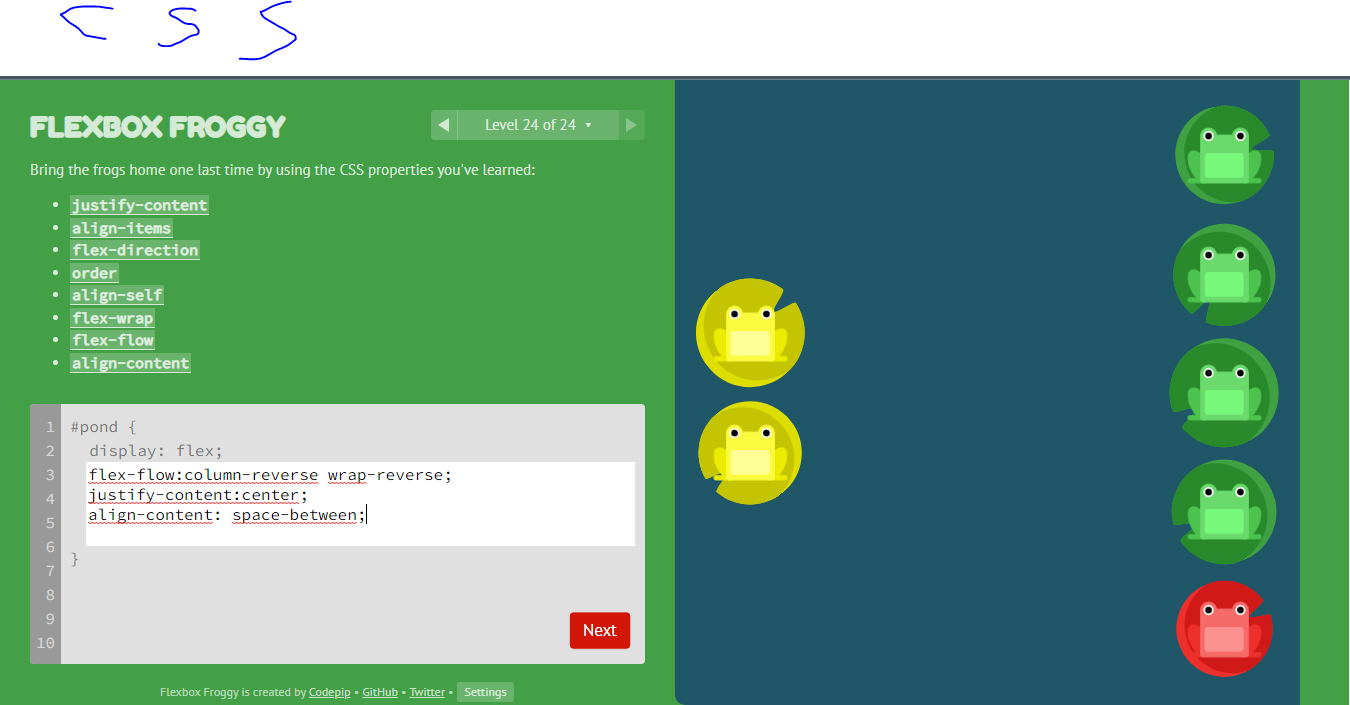 CSS
FLEXBOX FROGGY
◀ Level 24 of 24 ▾ ▶
Bring the frogs home one last time by using the CSS properties you've learned:
• justify-content
• align-items
• flex-direction
• order
• align-self
• flex-wrap
• flex-flow
• align-content
1 #pond {
2 display: flex;
3 flex-flow:column-reverse wrap-reverse;
4 justify-content:center;
5 align-content: space-between;
6 }
7
8
9
10
Next
Flexbox Froggy is created by Codepip • GitHub • Twitter • Settings